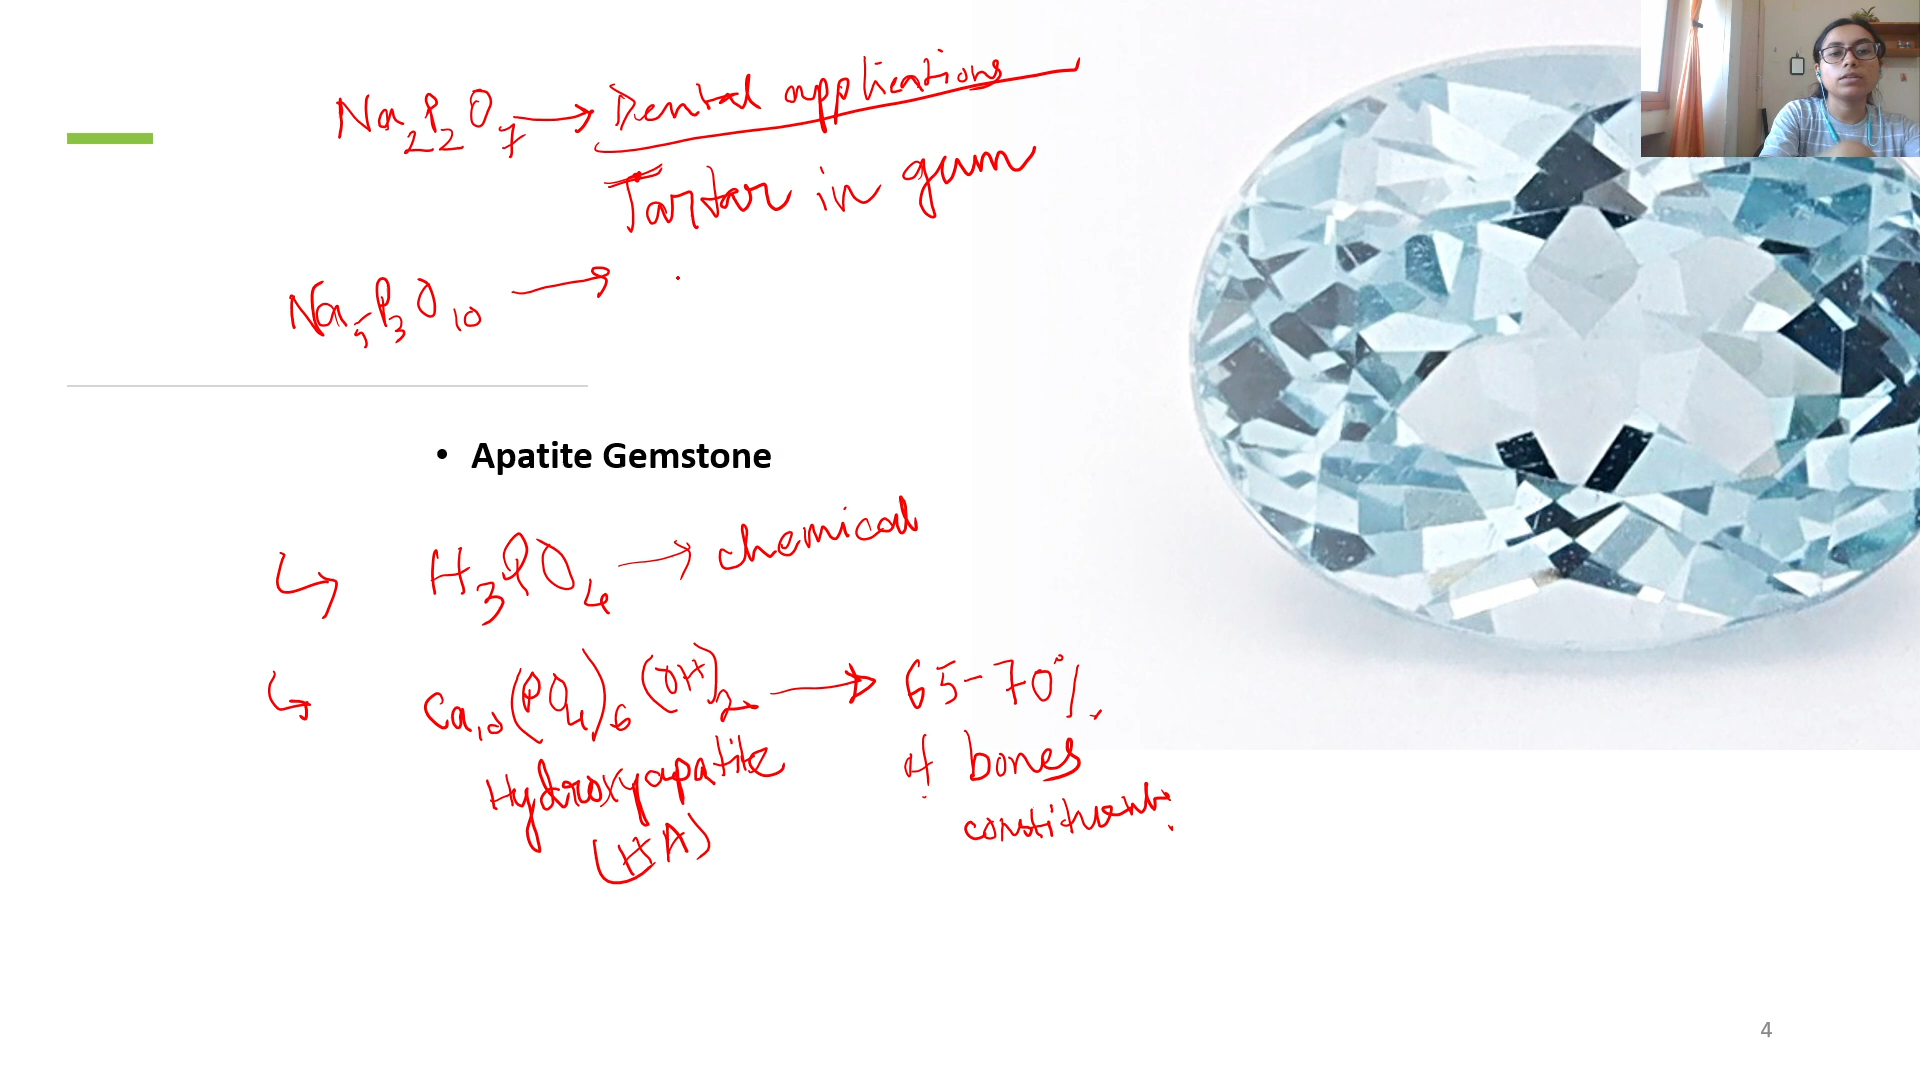 Na2P2O7 → Dental applications
Tartar in gum
Na5P3O10 →
• Apatite Gemstone
↳ H3PO4 → chemical
↳ Ca10(PO4)6(OH)2 → 65-70%
Hydroxyapatite of bones
(HA) constituents.
4